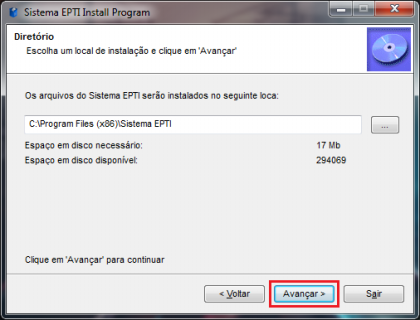 Sistema EPTI Install Program
Diretório
Escolha um local de instalação e clique em 'Avançar'
Os arquivos do Sistema EPTI serão instalados no seguinte loca:
C:\Program Files (x86)\Sistema EPTI
...
Espaço em disco necessário: 17 Mb
Espaço em disco disponível: 294069
Clique em 'Avançar' para continuar
< Voltar Avançar > Sair